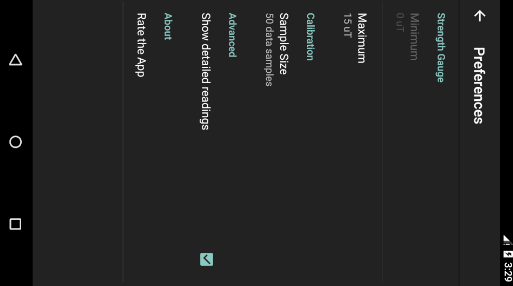 3:29
Preferences
Strength Gauge
Minimum
0 uT
Maximum
15 uT
Calibration
Sample Size
50 data samples
Advanced
Show detailed readings
About
Rate the App